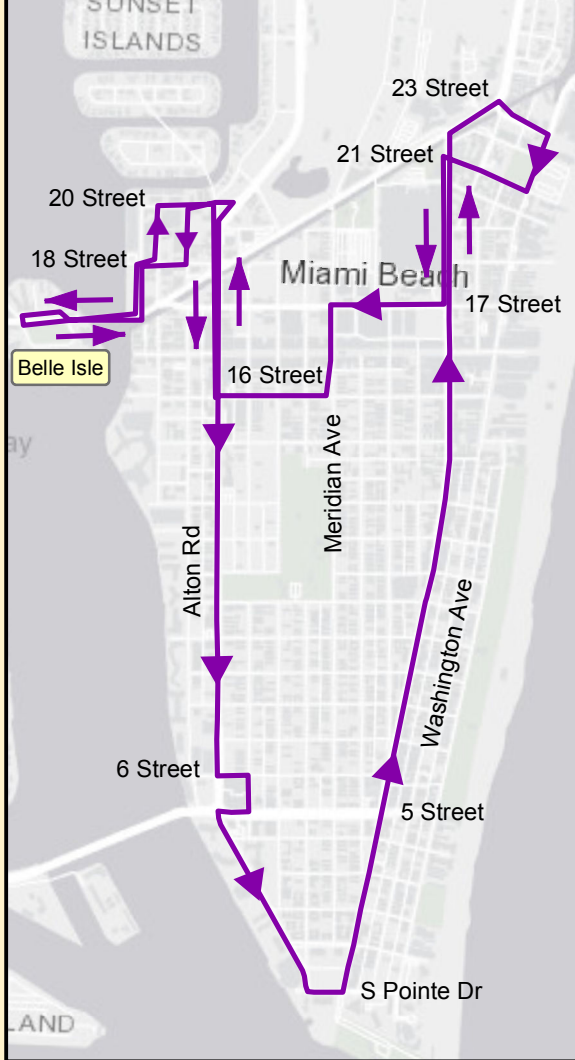 SUNSET
ISLANDS
23 Street
21 Street
20 Street
18 Street
Miami Beach
17 Street
Belle Isle
16 Street
ay
Meridian Ave
Alton Rd
Washington Ave
6 Street
5 Street
S Pointe Dr
LAND